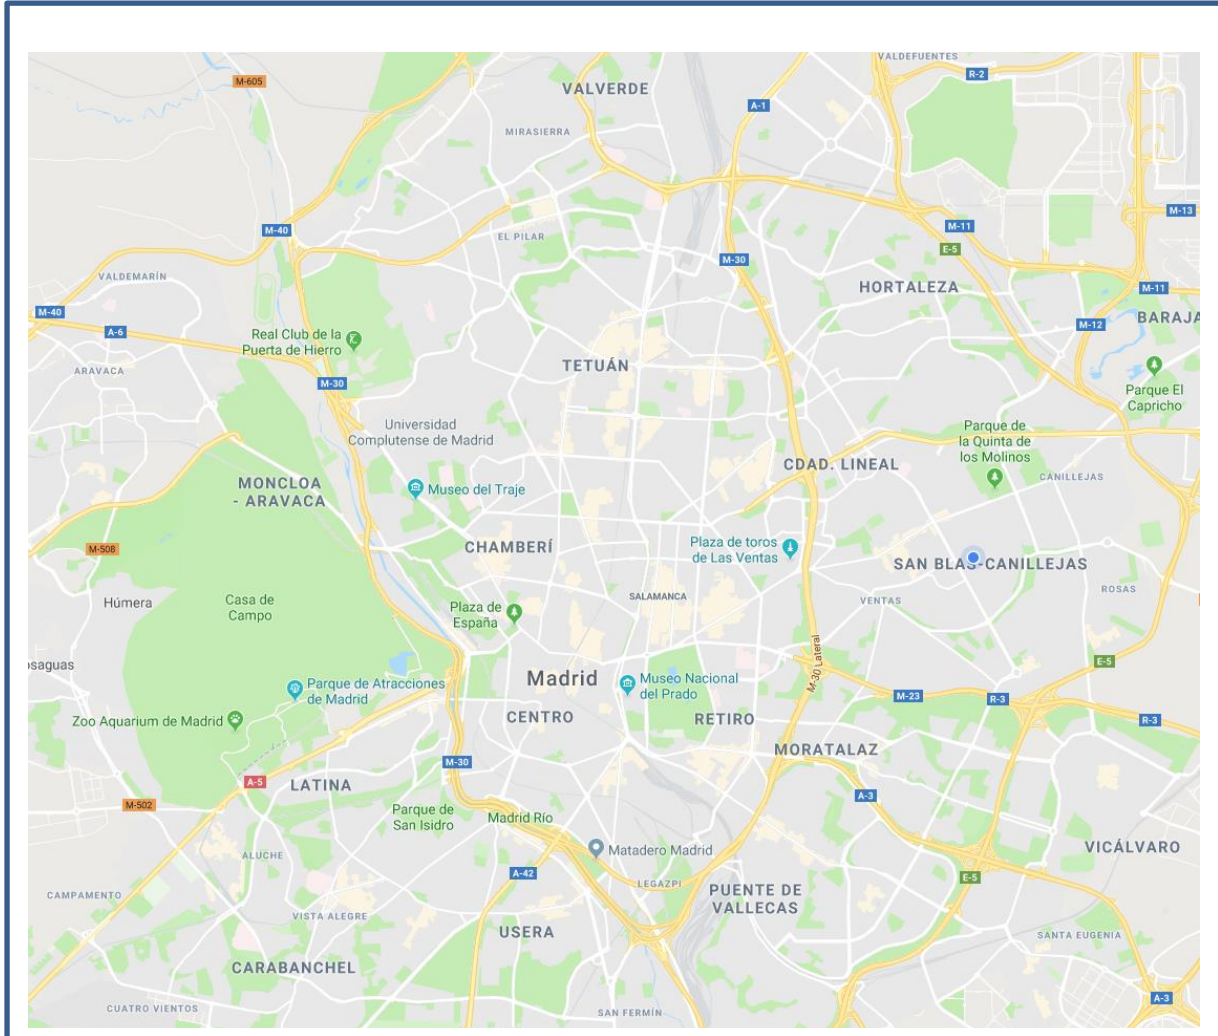 VALDEFUENTES
R-2
M-605
VALVERDE
A-1
MIRASIERRA
M-13
M-40
M-11
EL PILAR
E-5
M-30
VALDEMARÍN
HORTALEZA
M-11
M-40
BARAJA
M-12
A-6
Real Club de la
Puerta de Hierro
TETUÁN
ARAVACA
M-30
Parque El
Capricho
Universidad
Complutense de Madrid
Parque de
la Quinta de
los Molinos
CDAD. LINEAL
CANILLEJAS
MONCLOA
- ARAVACA
Museo del Traje
M-508
CHAMBERÍ
Plaza de toros
de Las Ventas
SAN BLAS-CANILLEJAS
ROSAS
Húmera
Casa de
Campo
SALAMANCA
VENTAS
Plaza de
España
M-30 Lateral
osaguas
E-5
Madrid
Museo Nacional
del Prado
Parque de Atracciones
de Madrid
M-23
R-3
Zoo Aquarium de Madrid
CENTRO
RETIRO
R-3
MORATALAZ
M-30
A-5
LATINA
A-3
M-502
Parque de
San Isidro
Madrid Río
Matadero Madrid
VICÁLVARO
ALUCHE
A-42
E-5
LEGAZPI
CAMPAMENTO
PUENTE DE
VALLECAS
VISTA ALEGRE
USERA
SANTA EUGENIA
CARABANCHEL
A-3
CUATRO VIENTOS
SAN FERMÍN